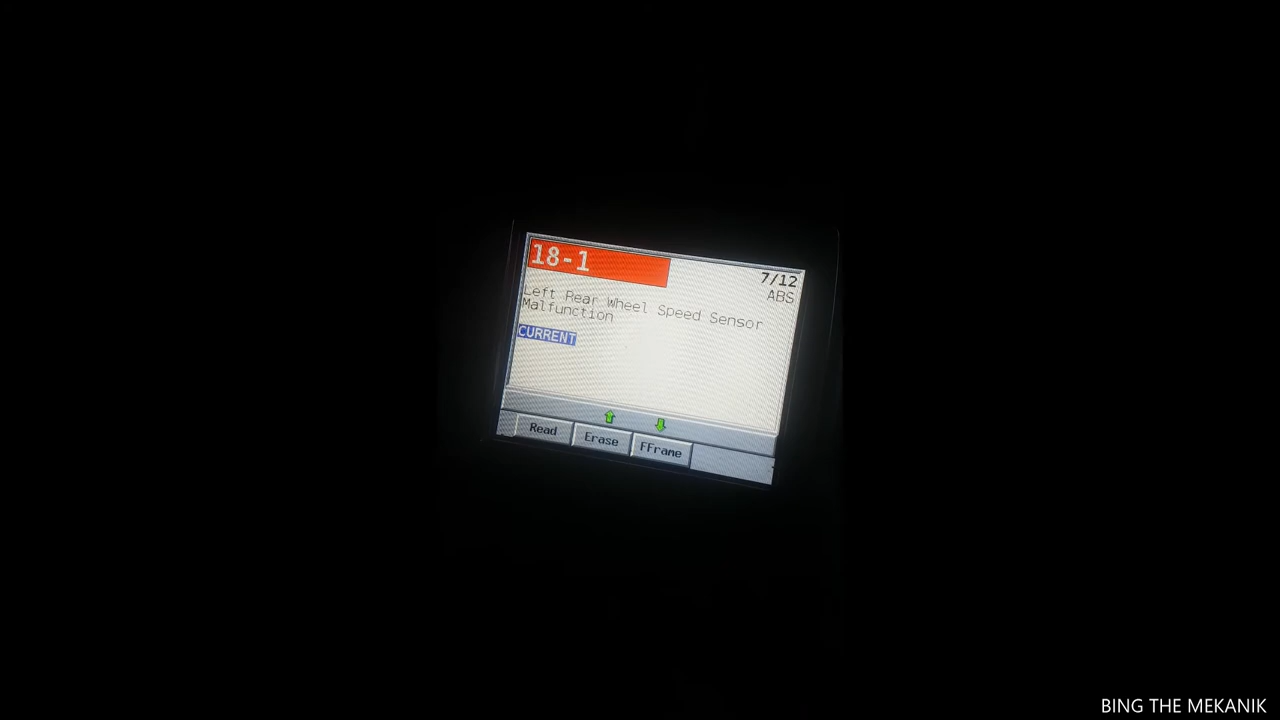 18-1
7/12
ABS
Left Rear Wheel Speed Sensor
Malfunction
CURRENT
Read Erase FFrame
BING THE MEKANIK